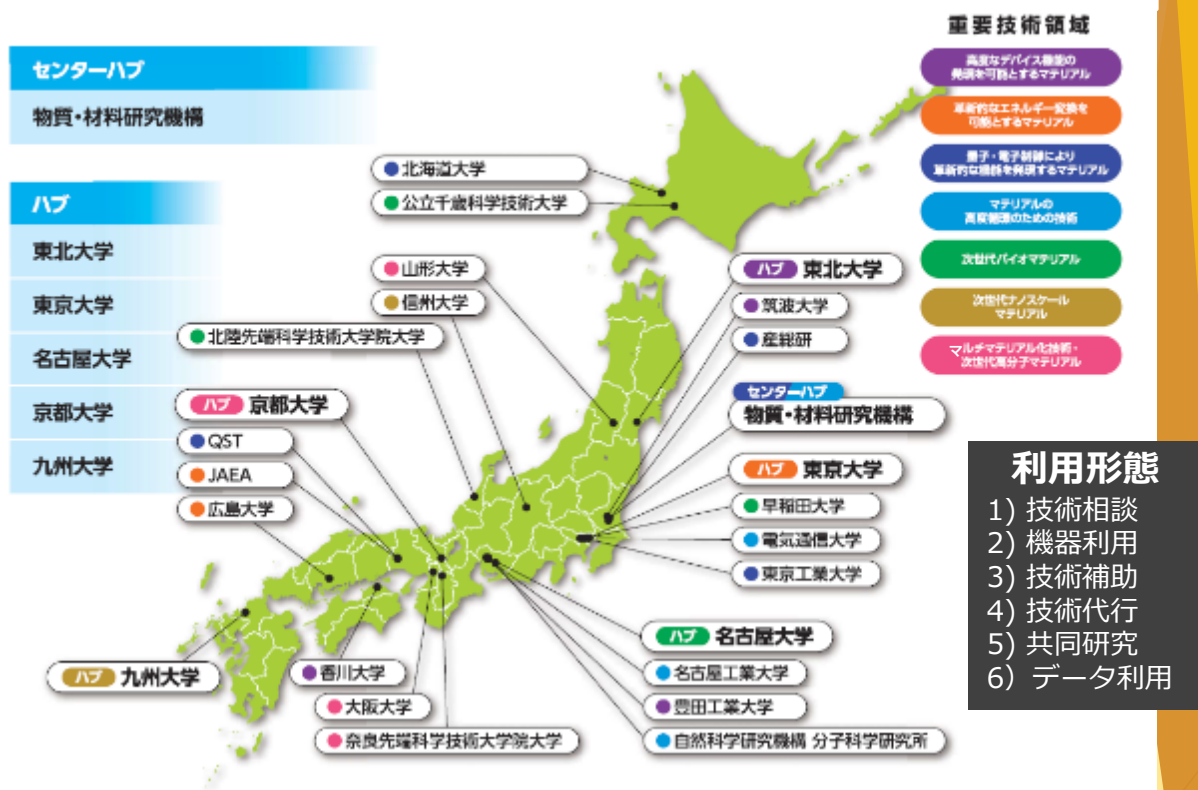 センターハブ
物質・材料研究機構
ハブ
東北大学
東京大学
名古屋大学
京都大学
九州大学
重要技術領域
高度なデバイス機能の
発現を可能とするマテリアル
革新的なエネルギー変換を
可能とするマテリアル
量子・電子制御により
革新的な機能を発現するマテリアル
マテリアルの
高度循環のための技術
次世代バイオマテリアル
次世代ナノスケール
マテリアル
マルチマテリアル化技術・
次世代高分子マテリアル
北海道大学
公立千歳科学技術大学
山形大学
信州大学
北陸先端科学技術大学院大学
ハブ 京都大学
QST
JAEA
広島大学
ハブ 東北大学
筑波大学
産総研
センターハブ
物質・材料研究機構
ハブ 東京大学
早稲田大学
電気通信大学
東京工業大学
ハブ 名古屋大学
名古屋工業大学
豊田工業大学
自然科学研究機構 分子科学研究所
ハブ 九州大学
香川大学
大阪大学
奈良先端科学技術大学院大学
利用形態
1) 技術相談
2) 機器利用
3) 技術補助
4) 技術代行
5) 共同研究
6) データ利用